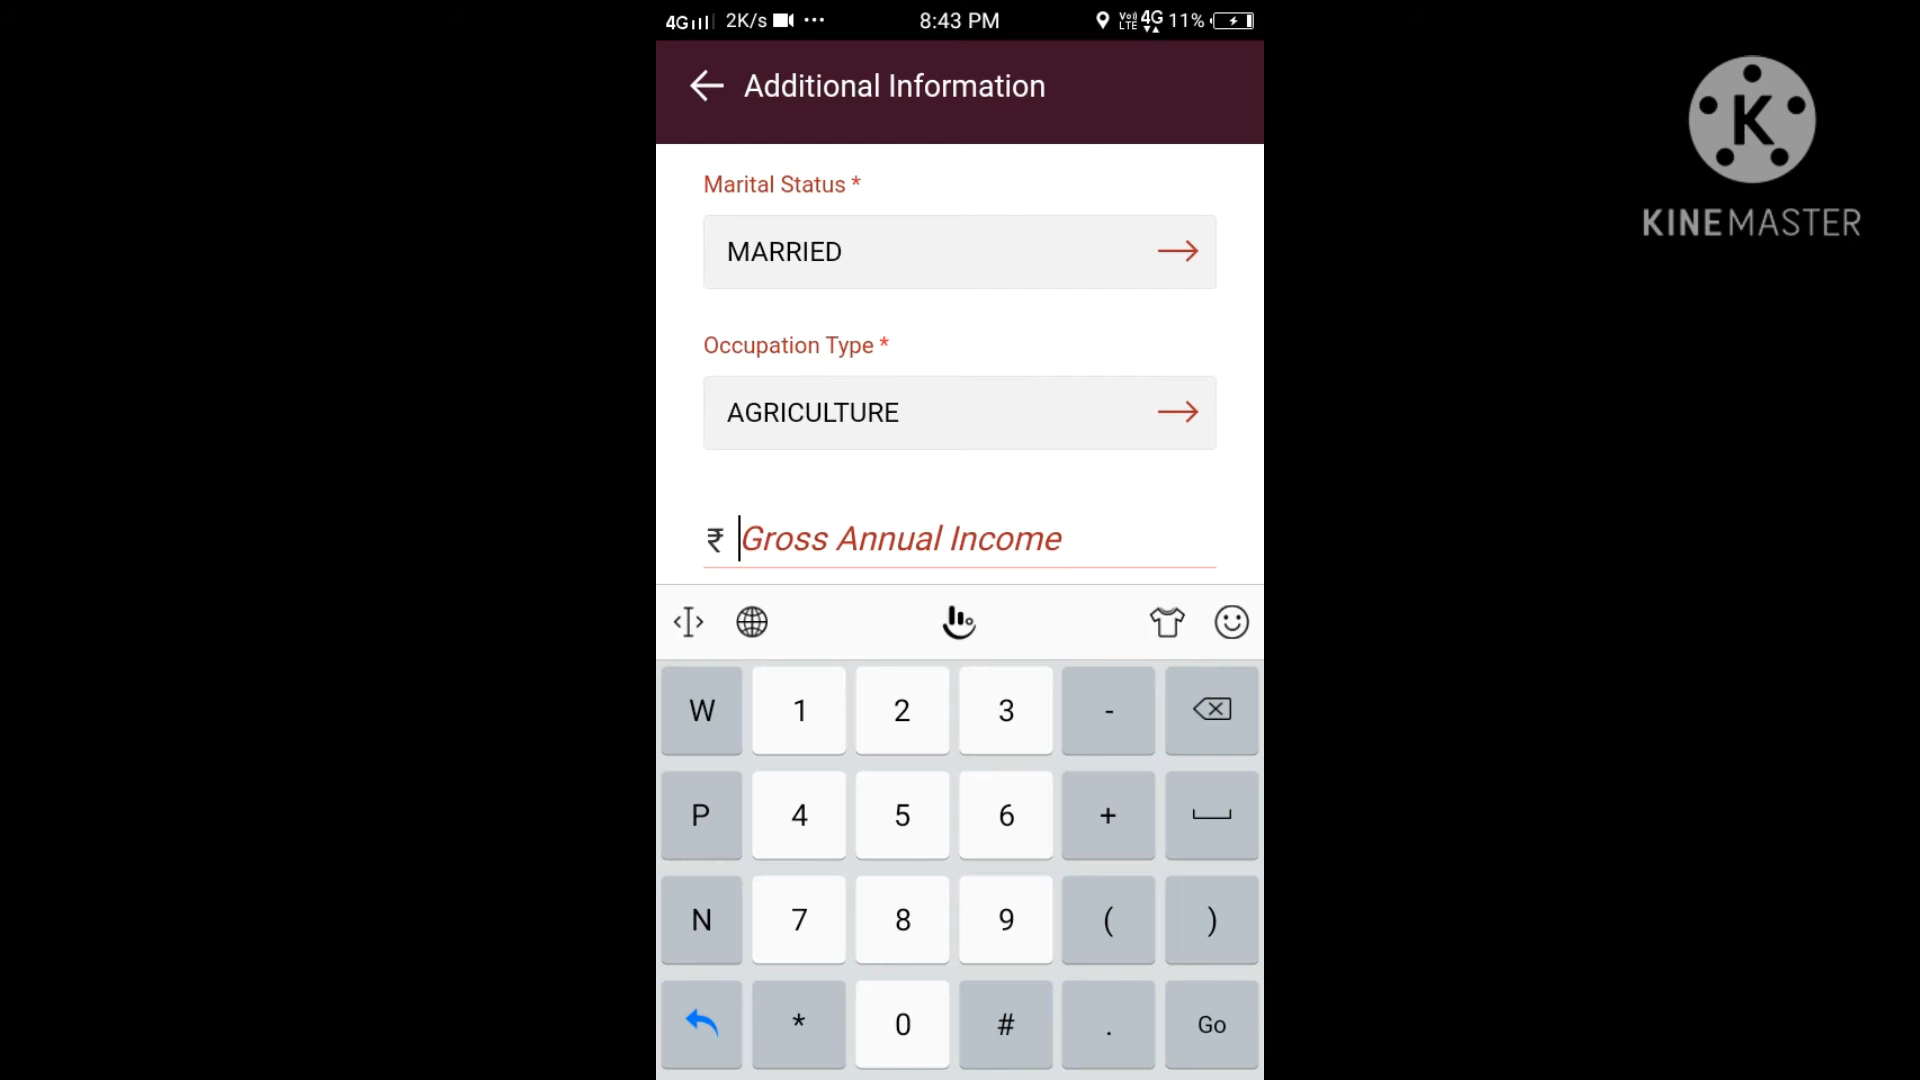 4G 2K/s ... 8:43 PM VoLTE 4G 11%
Additional Information
K
KINEMASTER
Marital Status *
MARRIED
Occupation Type *
AGRICULTURE
₹ Gross Annual Income
W 1 2 3 -
P 4 5 6 +
N 7 8 9 ( )
* 0 # . Go